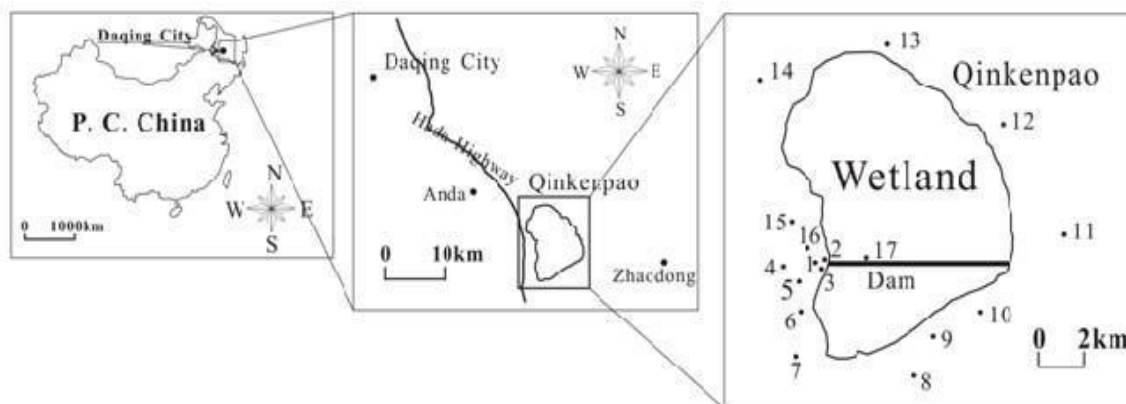 Daqing City
P. C. China
N
W E
S
0 1000km
N
W E
S
Daqing City
Hada Highway
Qinkenpao
Anda
0 10km
Zhacdong
13
14
Qinkenpao
12
Wetland
15
16
2
17
11
4
1
3
Dam
5
6
10
9
0 2km
7
8